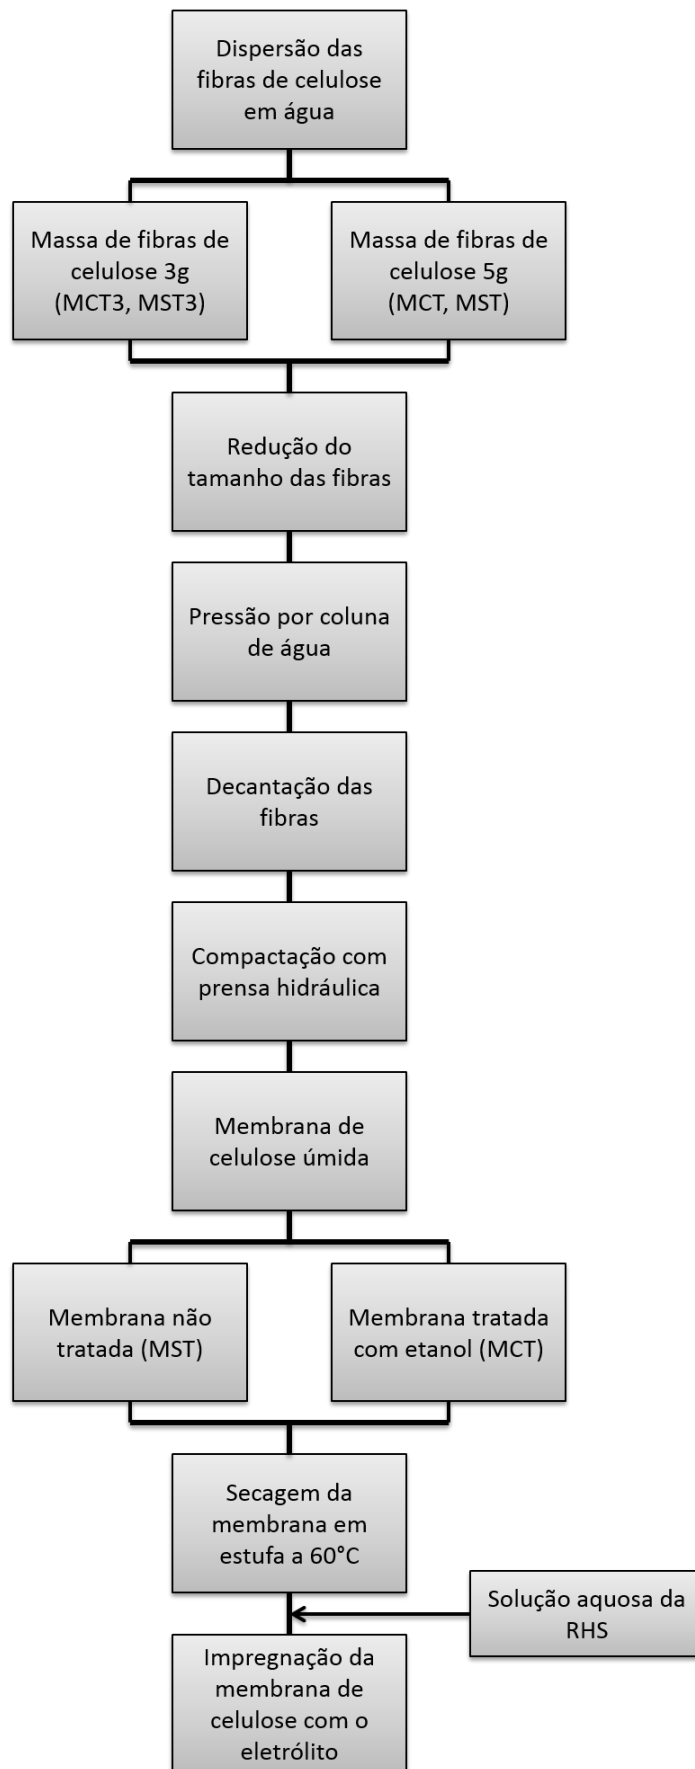 Dispersão das
fibras de celulose
em água
Massa de fibras de
celulose 3g
(MCT3, MST3)
Massa de fibras de
celulose 5g
(MCT, MST)
Redução do
tamanho das fibras
Pressão por coluna
de água
Decantação das
fibras
Compactação com
prensa hidráulica
Membrana de
celulose úmida
Membrana não
tratada (MST)
Membrana tratada
com etanol (MCT)
Secagem da
membrana em
estufa a 60°C
Solução aquosa da
RHS
Impregnação da
membrana de
celulose com o
eletrólito